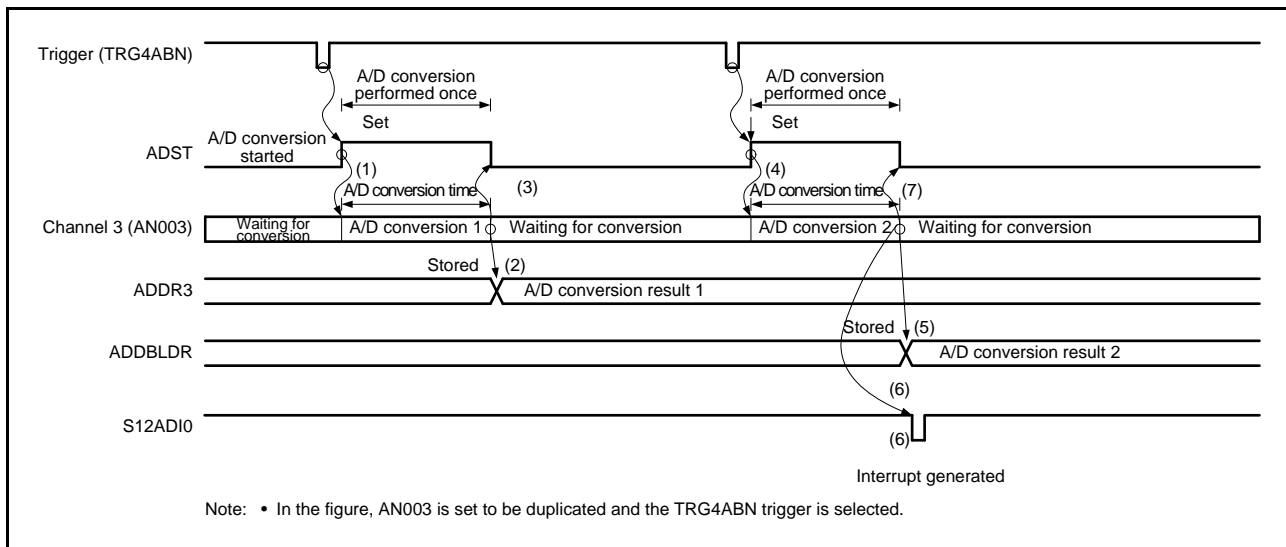 Trigger (TRG4ABN)
A/D conversion
performed once
A/D conversion
performed once
Set
Set
A/D conversion
started
ADST
(1)
(3)
(4)
(7)
A/D conversion time
A/D conversion time
Channel 3 (AN003)
Waiting for
conversion
A/D conversion 1
Waiting for conversion
A/D conversion 2
Waiting for conversion
Stored
(2)
ADDR3
A/D conversion result 1
Stored
(5)
ADDBLDR
A/D conversion result 2
(6)
S12ADI0
(6)
Interrupt generated
Note: • In the figure, AN003 is set to be duplicated and the TRG4ABN trigger is selected.